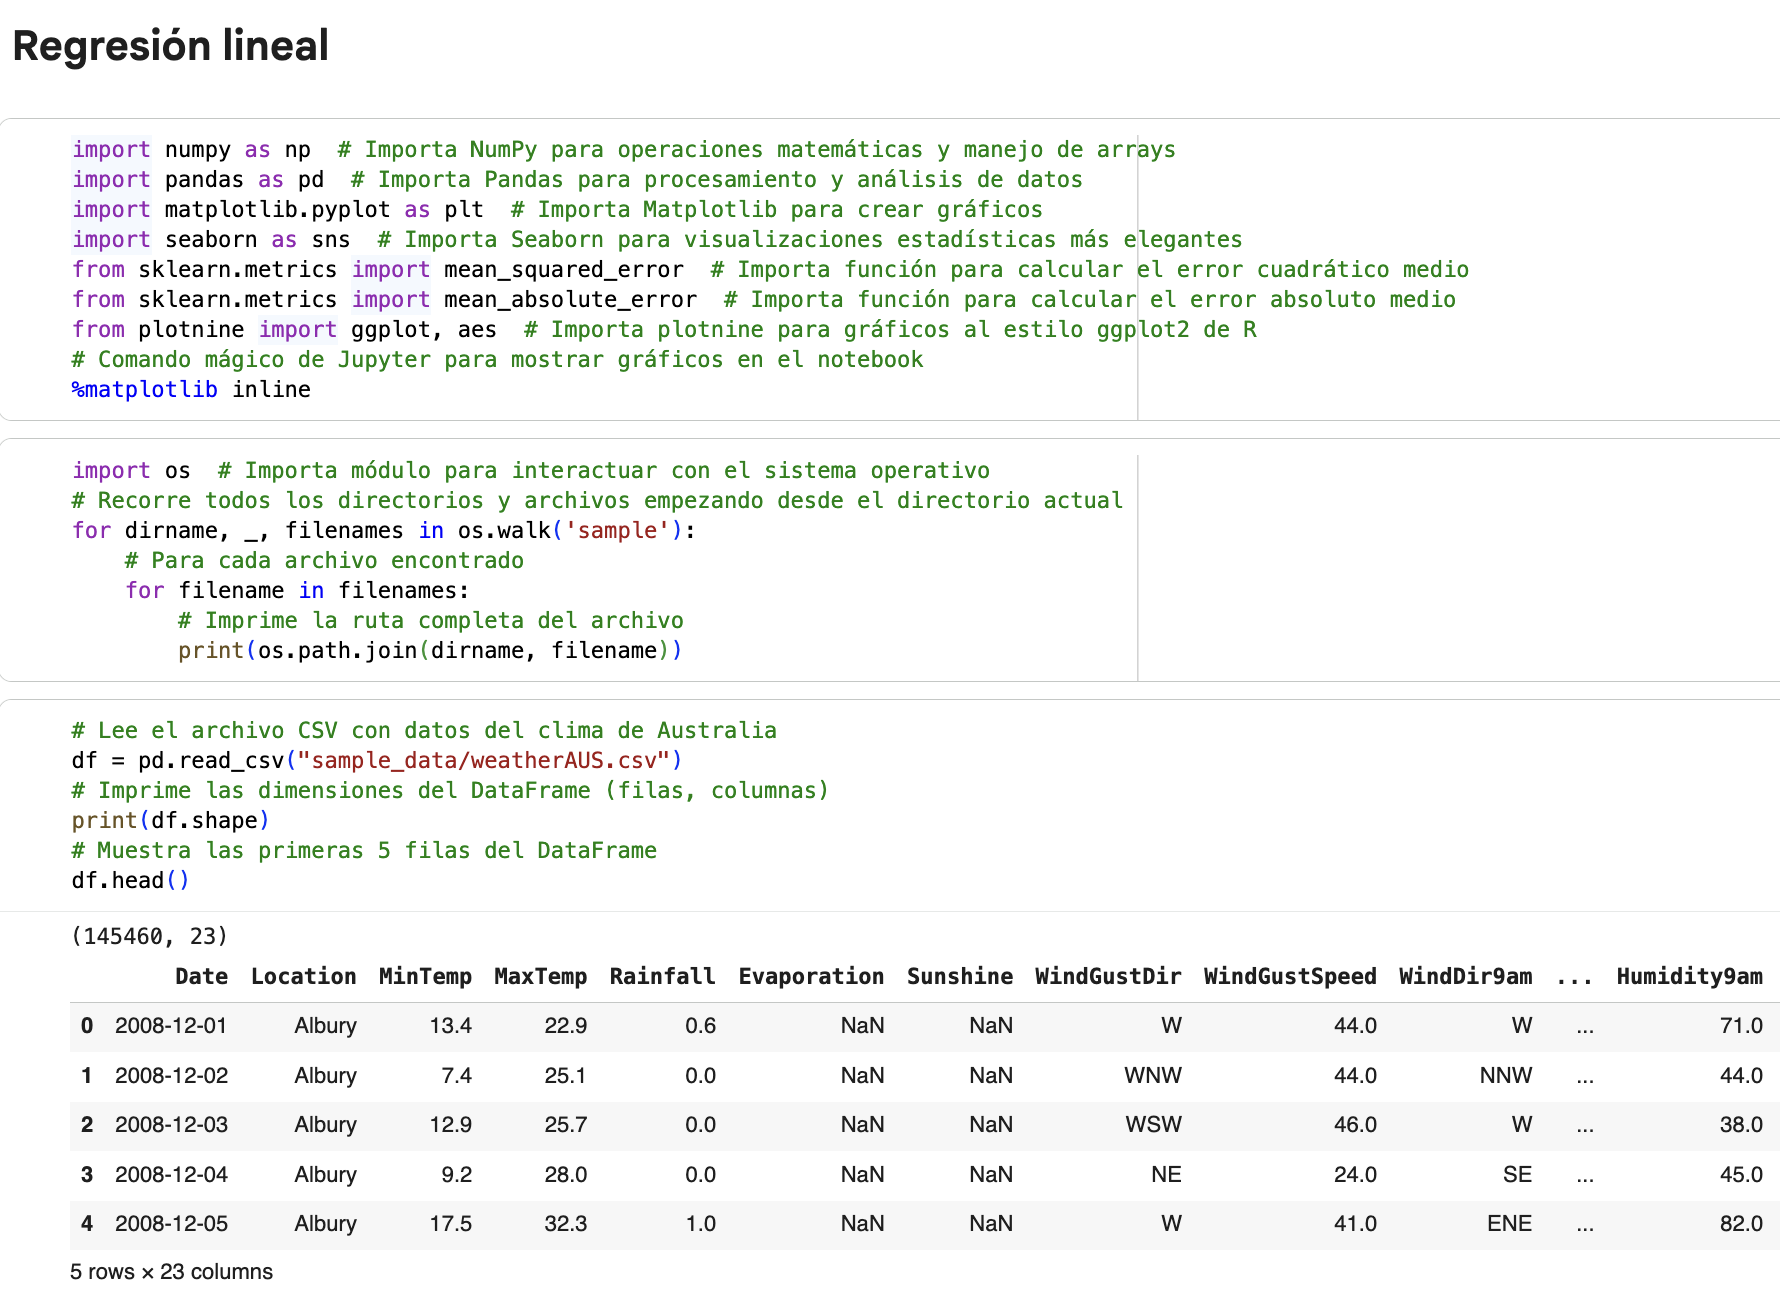 Regresión lineal
import numpy as np  # Importa NumPy para operaciones matemáticas y manejo de arrays
import pandas as pd  # Importa Pandas para procesamiento y análisis de datos
import matplotlib.pyplot as plt  # Importa Matplotlib para crear gráficos
import seaborn as sns  # Importa Seaborn para visualizaciones estadísticas más elegantes
from sklearn.metrics import mean_squared_error  # Importa función para calcular el error cuadrático medio
from sklearn.metrics import mean_absolute_error  # Importa función para calcular el error absoluto medio
from plotnine import ggplot, aes  # Importa plotnine para gráficos al estilo ggplot2 de R
# Comando mágico de Jupyter para mostrar gráficos en el notebook
%matplotlib inline
import os  # Importa módulo para interactuar con el sistema operativo
# Recorre todos los directorios y archivos empezando desde el directorio actual
for dirname, _, filenames in os.walk('sample'):
    # Para cada archivo encontrado
    for filename in filenames:
        # Imprime la ruta completa del archivo
        print(os.path.join(dirname, filename))
# Lee el archivo CSV con datos del clima de Australia
df = pd.read_csv("sample_data/weatherAUS.csv")
# Imprime las dimensiones del DataFrame (filas, columnas)
print(df.shape)
# Muestra las primeras 5 filas del DataFrame
df.head()
(145460, 23)
Date Location MinTemp MaxTemp Rainfall Evaporation Sunshine WindGustDir WindGustSpeed WindDir9am ... Humidity9am
0 2008-12-01 Albury 13.4 22.9 0.6 NaN NaN W 44.0 W ... 71.0
1 2008-12-02 Albury 7.4 25.1 0.0 NaN NaN WNW 44.0 NNW ... 44.0
2 2008-12-03 Albury 12.9 25.7 0.0 NaN NaN WSW 46.0 W ... 38.0
3 2008-12-04 Albury 9.2 28.0 0.0 NaN NaN NE 24.0 SE ... 45.0
4 2008-12-05 Albury 17.5 32.3 1.0 NaN NaN W 41.0 ENE ... 82.0
5 rows × 23 columns